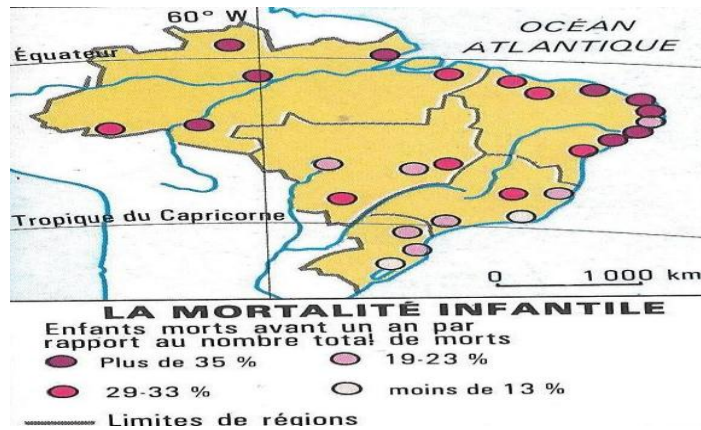 60° W
OCÉAN
ATLANTIQUE
Équateur
Tropique du Capricorne
0 1 000 km
LA MORTALITÉ INFANTILE
Enfants morts avant un an par
rapport au nombre total de morts
Plus de 35 % 19-23 %
29-33 % moins de 13 %
Limites de régions